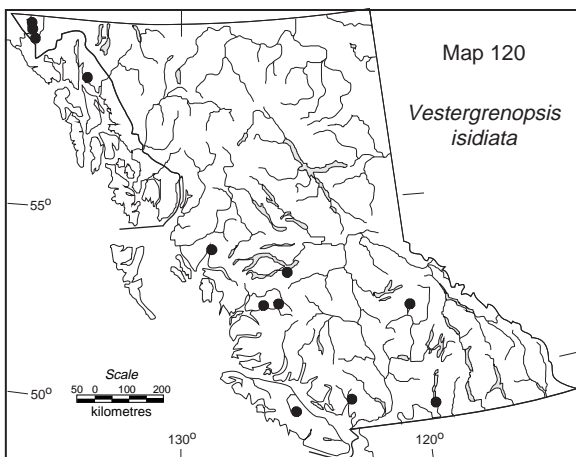 Map 120
Vestergrenopsis
isidiata
55°
50°
Scale
50 0 100 200
kilometres
130°
120°